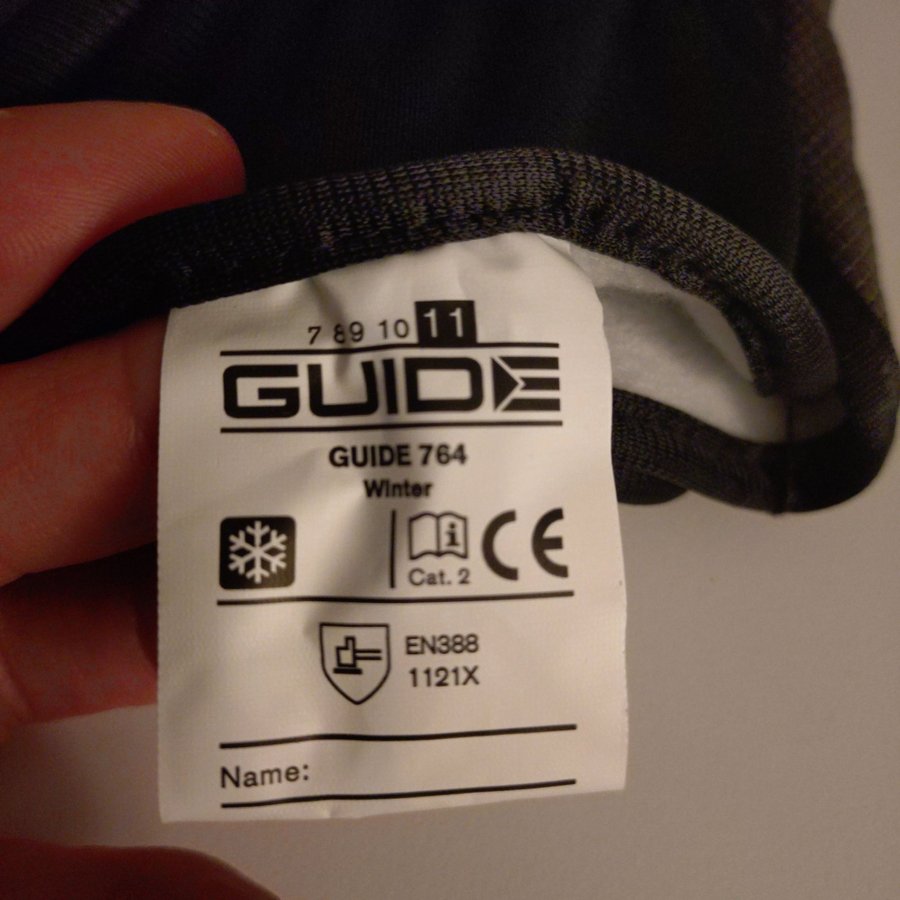 7 8 9 10 11
GUIDE
GUIDE 764
Winter
Cat. 2
CE
EN388
1121X
Name: